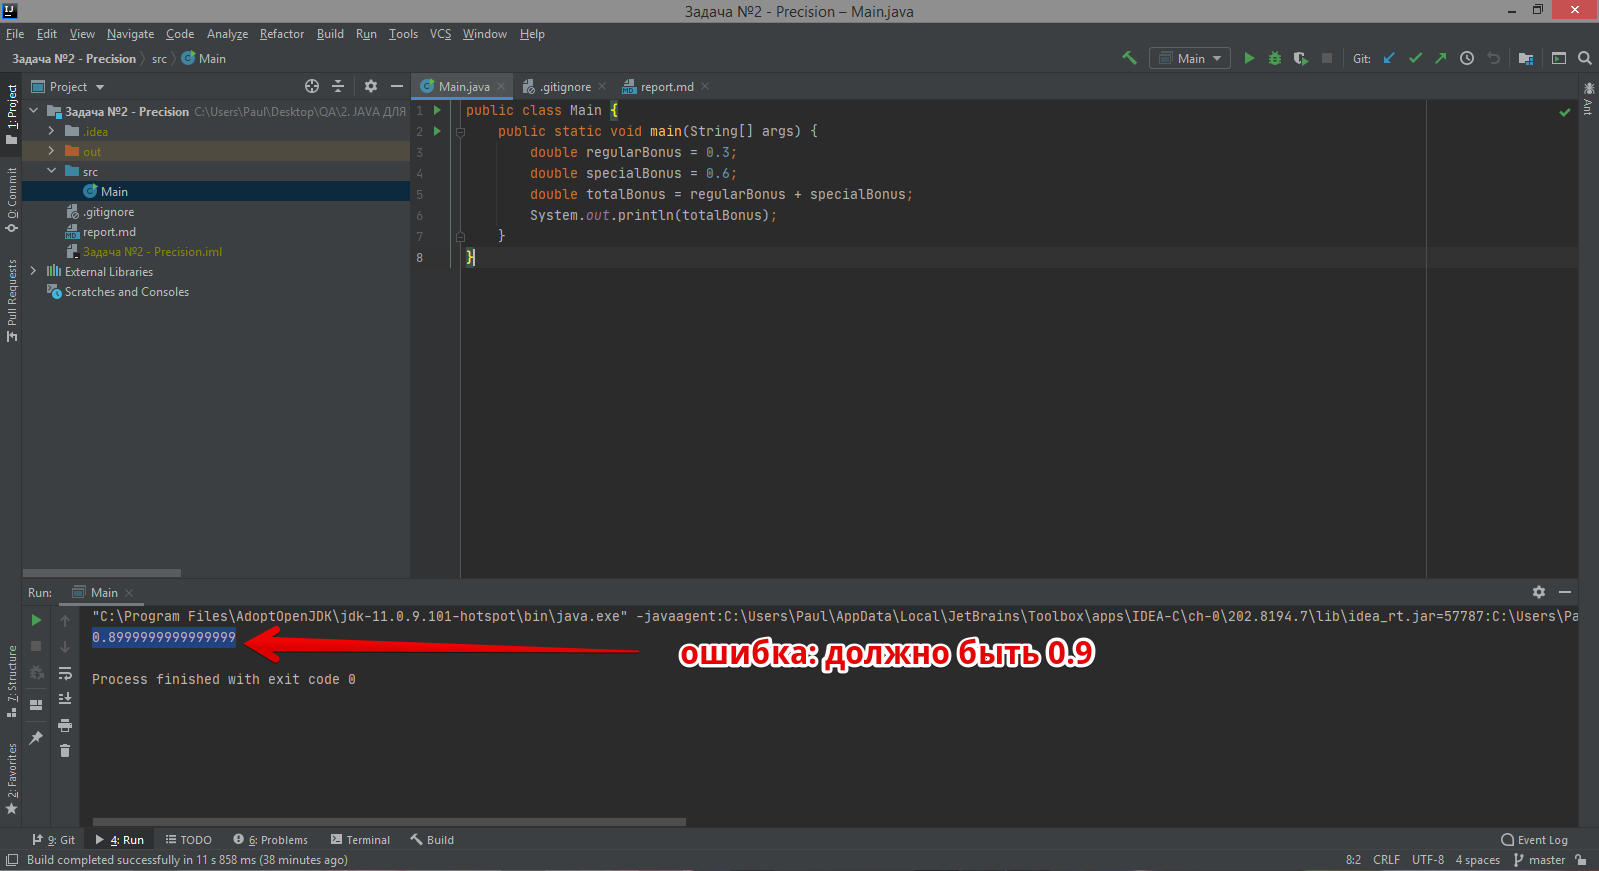 Задача №2 - Precision – Main.java
File Edit View Navigate Code Analyze Refactor Build Run Tools VCS Window Help
Задача №2 - Precision src Main
Main Git:
1: Project
0: Commit
Pull Requests
7: Structure
2: Favorites
Ant
Project
Задача №2 - Precision C:\Users\Paul\Desktop\QA\2. JAVA ДЛЯ
.idea
out
src
Main
.gitignore
report.md
Задача №2 - Precision.iml
External Libraries
Scratches and Consoles
Main.java .gitignore report.md
1 public class Main {
2 public static void main(String[] args) {
3 double regularBonus = 0.3;
4 double specialBonus = 0.6;
5 double totalBonus = regularBonus + specialBonus;
6 System.out.println(totalBonus);
7 }
8 }
Run: Main
"C:\Program Files\AdoptOpenJDK\jdk-11.0.9.101-hotspot\bin\java.exe" -javaagent:C:\Users\Paul\AppData\Local\JetBrains\Toolbox\apps\IDEA-C\ch-0\202.8194.7\lib\idea_rt.jar=57787:C:\Users\Pa
0.8999999999999999
ошибка: должно быть 0.9
Process finished with exit code 0
9: Git 4: Run TODO 6: Problems Terminal Build Event Log
Build completed successfully in 11 s 858 ms (38 minutes ago) 8:2 CRLF UTF-8 4 spaces master